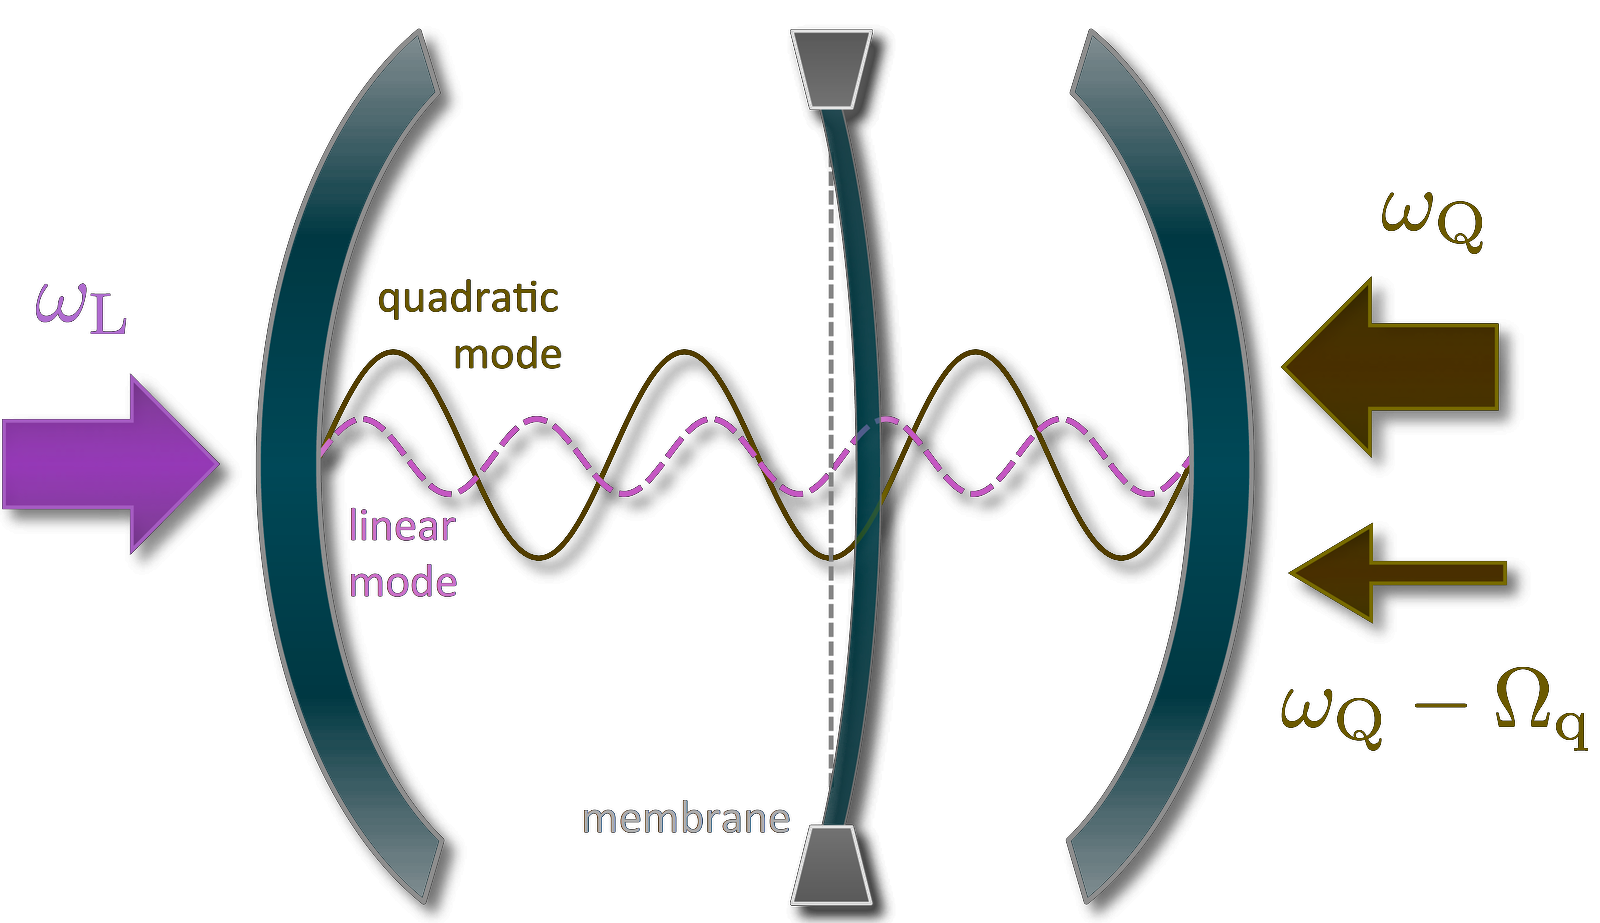 ω_Q
quadratic
mode
ω_L
linear
mode
ω_Q − Ω_q
membrane